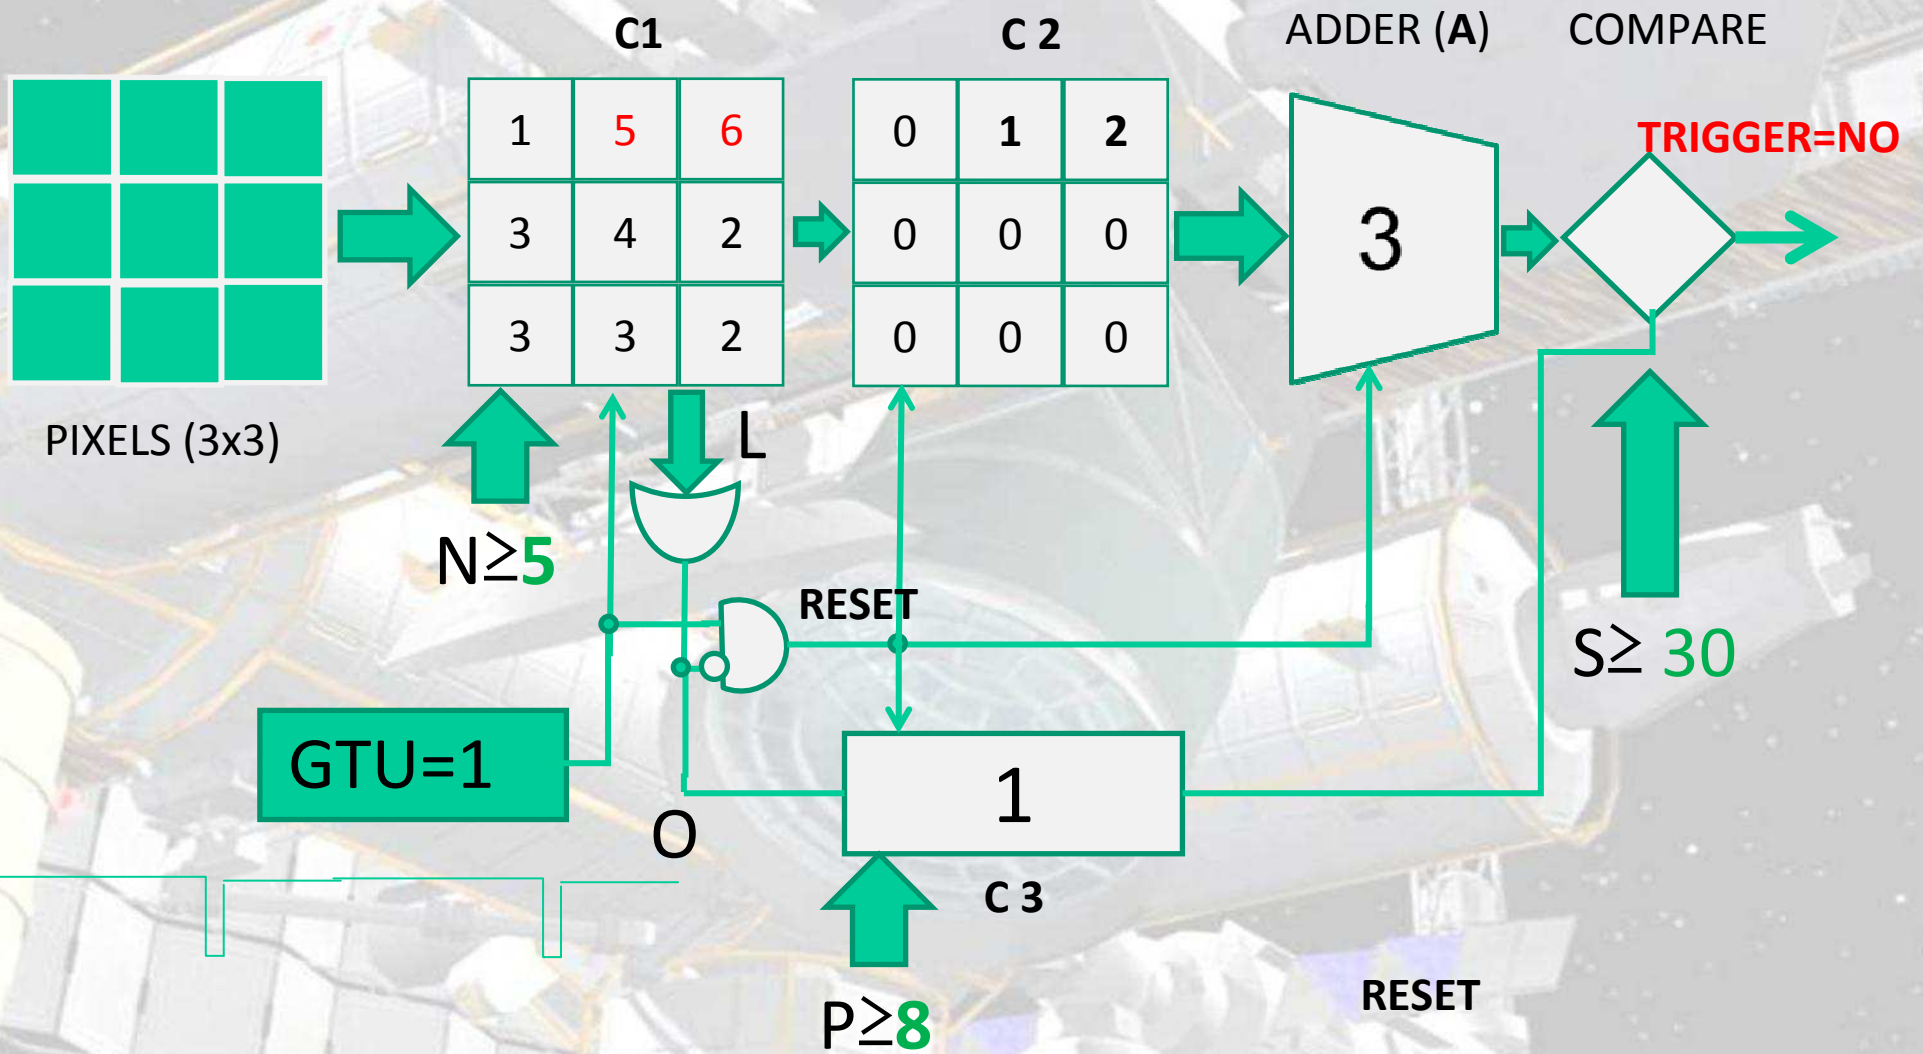 C1
C 2
ADDER (A)
COMPARE
1 5 6
3 4 2
3 3 2
0 1 2
0 0 0
0 0 0
3
TRIGGER=NO
PIXELS (3x3)
L
N≥5
RESET
S≥ 30
GTU=1
O
1
C 3
P≥8
RESET